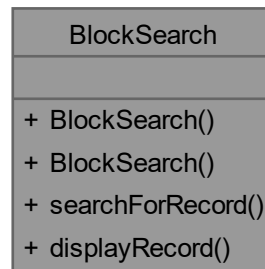 BlockSearch
+ BlockSearch()
+ BlockSearch()
+ searchForRecord()
+ displayRecord()